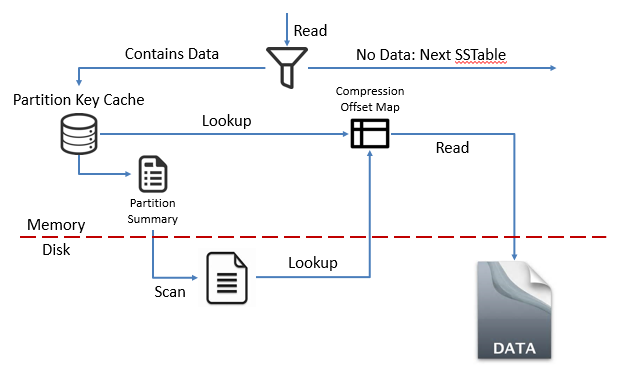 Read
Contains Data
No Data: Next SSTable
Partition Key Cache
Compression
Offset Map
Lookup
Read
Partition
Summary
Memory
Disk
Lookup
Scan
DATA